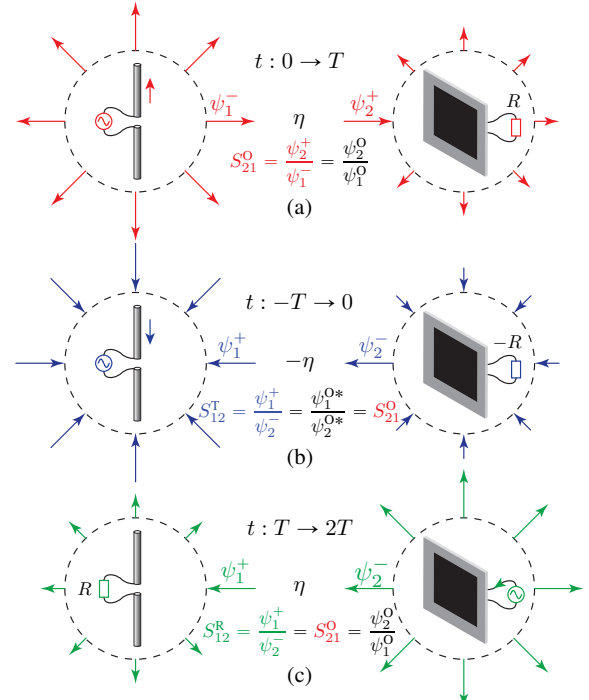 t : 0 → T
ψ₁⁻ η ψ₂⁺ R
S₂₁ᴼ = ψ₂⁺/ψ₁⁻ = ψ₂ᴼ/ψ₁ᴼ
(a)
t : −T → 0
ψ₁⁺ −η ψ₂⁻ −R
S₁₂ᵀ = ψ₁⁺/ψ₂⁻ = ψ₁ᴼ*/ψ₂ᴼ* = S₂₁ᴼ
(b)
t : T → 2T
R ψ₁⁺ η ψ₂⁻
S₁₂ᴿ = ψ₁⁺/ψ₂⁻ = S₂₁ᴼ = ψ₂ᴼ/ψ₁ᴼ
(c)